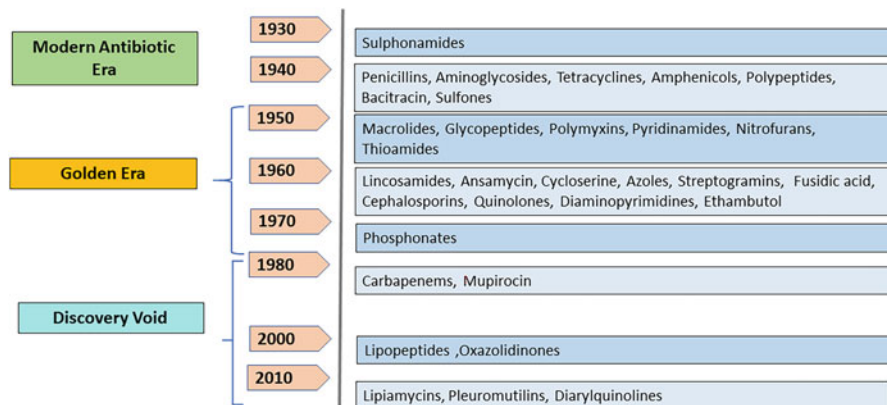 Modern Antibiotic
Era
1930
Sulphonamides
1940
Penicillins, Aminoglycosides, Tetracyclines, Amphenicols, Polypeptides,
Bacitracin, Sulfones
1950
Macrolides, Glycopeptides, Polymyxins, Pyridinamides, Nitrofurans,
Thioamides
Golden Era
1960
Lincosamides, Ansamycin, Cycloserine, Azoles, Streptogramins, Fusidic acid,
Cephalosporins, Quinolones, Diaminopyrimidines, Ethambutol
1970
Phosphonates
1980
Carbapenems, Mupirocin
Discovery Void
2000
Lipopeptides ,Oxazolidinones
2010
Lipiamycins, Pleuromutilins, Diarylquinolines